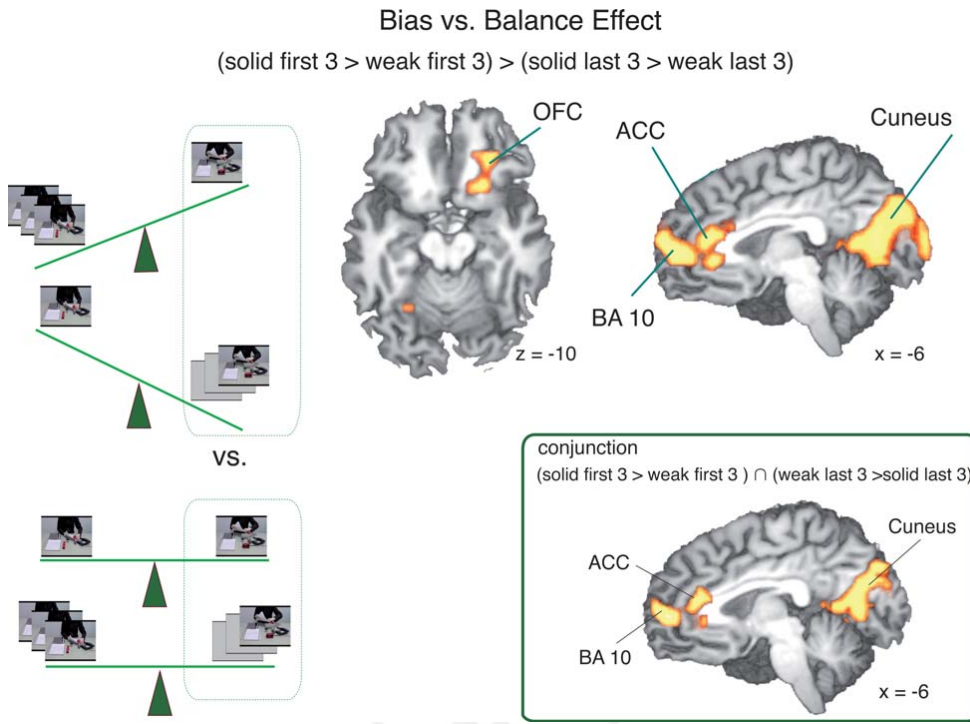 Bias vs. Balance Effect
(solid first 3 > weak first 3) > (solid last 3 > weak last 3)
OFC
ACC
Cuneus
BA 10
z = -10
x = -6
vs.
conjunction
(solid first 3 > weak first 3 ) ∩ (weak last 3 >solid last 3)
Cuneus
ACC
BA 10
x = -6